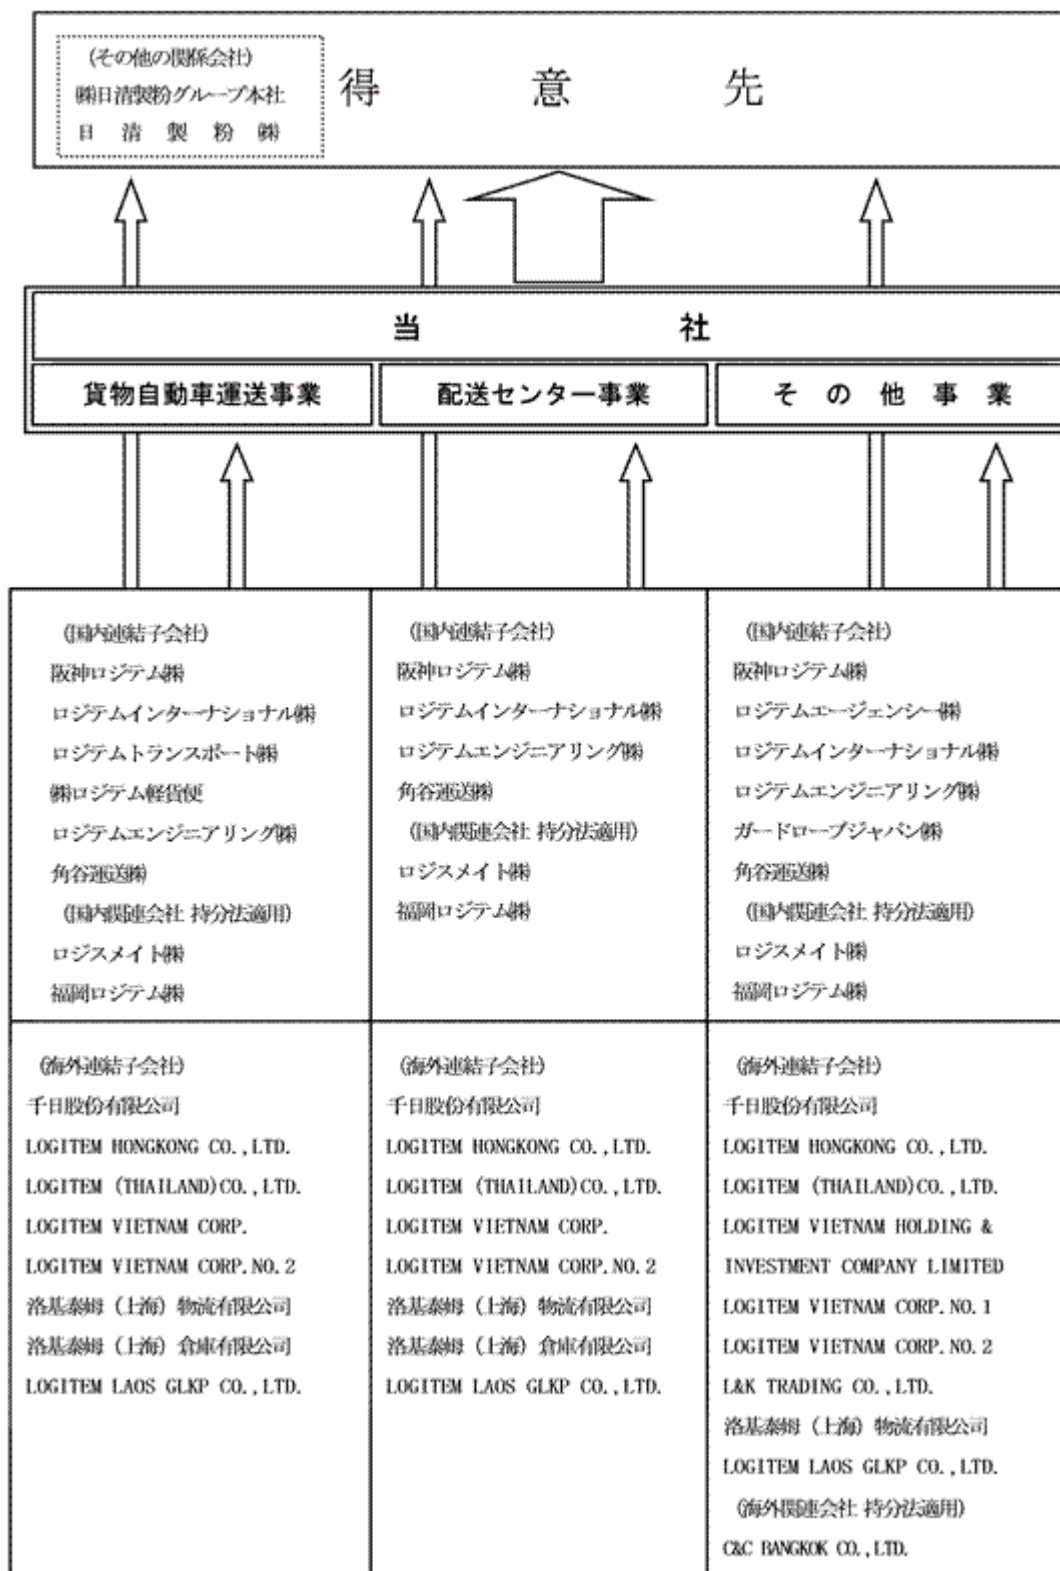 (その他の関係会社)
㈱日清製粉グループ本社
日清製粉㈱
得意先
当社
貨物自動車運送事業
配送センター事業
その他事業
(国内連結子会社)
阪神ロジテム㈱
ロジテムインターナショナル㈱
ロジテムトランスポート㈱
㈱ロジテム軽貨便
ロジテムエンジニアリング㈱
角谷運送㈱
(国内関連会社 持分法適用)
ロジスメイト㈱
福岡ロジテム㈱
(国内連結子会社)
阪神ロジテム㈱
ロジテムインターナショナル㈱
ロジテムエンジニアリング㈱
角谷運送㈱
(国内関連会社 持分法適用)
ロジスメイト㈱
福岡ロジテム㈱
(国内連結子会社)
阪神ロジテム㈱
ロジテムエージェンシー㈱
ロジテムインターナショナル㈱
ロジテムエンジニアリング㈱
ガードローブジャパン㈱
角谷運送㈱
(国内関連会社 持分法適用)
ロジスメイト㈱
福岡ロジテム㈱
(海外連結子会社)
千日股份有限公司
LOGITEM HONGKONG CO.,LTD.
LOGITEM (THAILAND)CO.,LTD.
LOGITEM VIETNAM CORP.
LOGITEM VIETNAM CORP.NO.2
洛基泰姆（上海）物流有限公司
洛基泰姆（上海）倉庫有限公司
LOGITEM LAOS GLKP CO.,LTD.
(海外連結子会社)
千日股份有限公司
LOGITEM HONGKONG CO.,LTD.
LOGITEM (THAILAND)CO.,LTD.
LOGITEM VIETNAM CORP.
LOGITEM VIETNAM CORP.NO.2
洛基泰姆（上海）物流有限公司
洛基泰姆（上海）倉庫有限公司
LOGITEM LAOS GLKP CO.,LTD.
(海外連結子会社)
千日股份有限公司
LOGITEM HONGKONG CO.,LTD.
LOGITEM (THAILAND)CO.,LTD.
LOGITEM VIETNAM HOLDING &
INVESTMENT COMPANY LIMITED
LOGITEM VIETNAM CORP.NO.1
LOGITEM VIETNAM CORP.NO.2
L&K TRADING CO.,LTD.
洛基泰姆（上海）物流有限公司
LOGITEM LAOS GLKP CO.,LTD.
(海外関連会社 持分法適用)
C&C BANGKOK CO.,LTD.